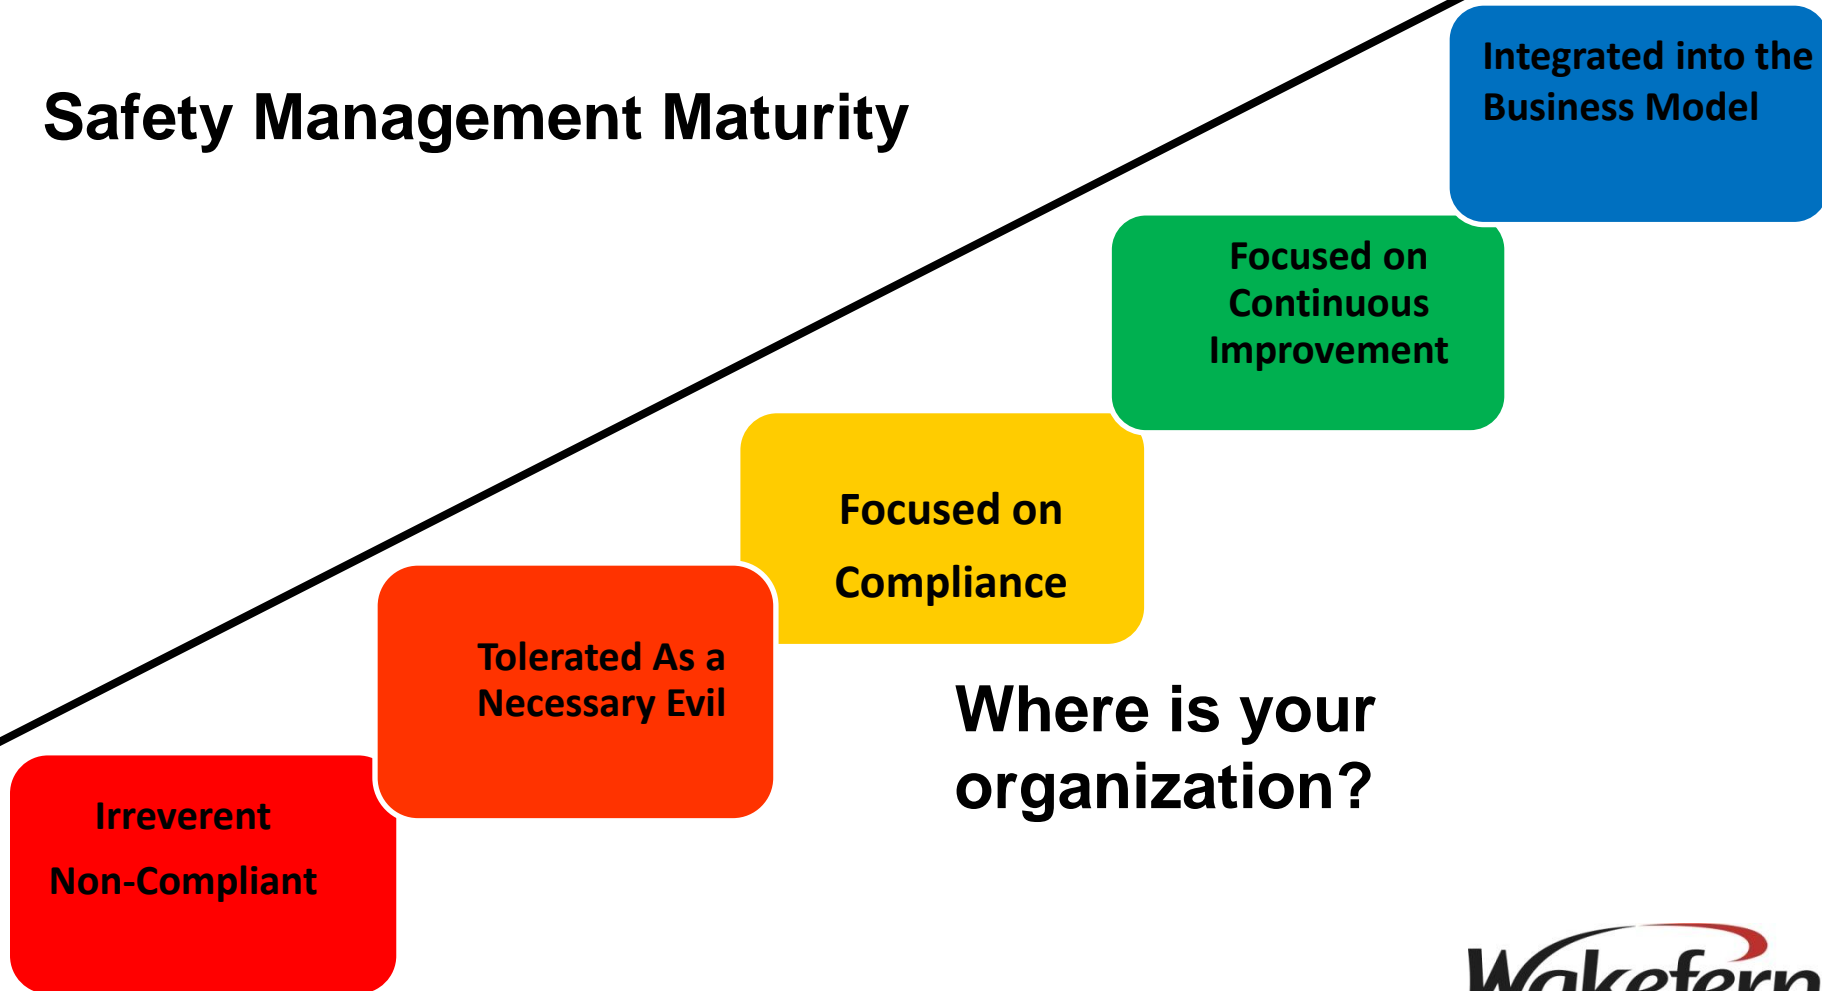 Safety Management Maturity
Integrated into the
Business Model
Focused on
Continuous
Improvement
Focused on
Compliance
Tolerated As a
Necessary Evil
Irreverent
Non-Compliant
Where is your
organization?
Wakefern